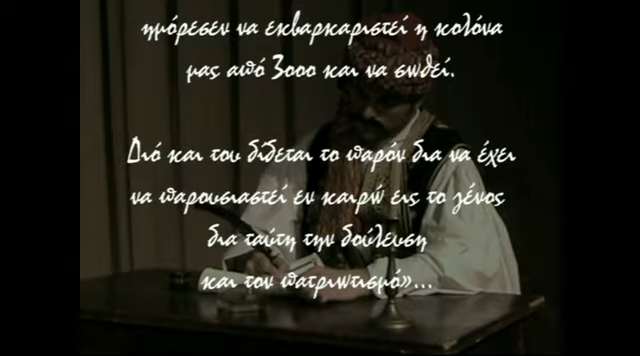 ημόρεσεν να εκβαρκαριστεί η κολόνα
μας από 3000 και να σωθεί.
Διό και του δίδεται το παρόν δια να έχει
να παρουσιαστεί εν καιρώ εις το γένος
δια ταύτη την δούλευση
και τον πατριωτισμό»...